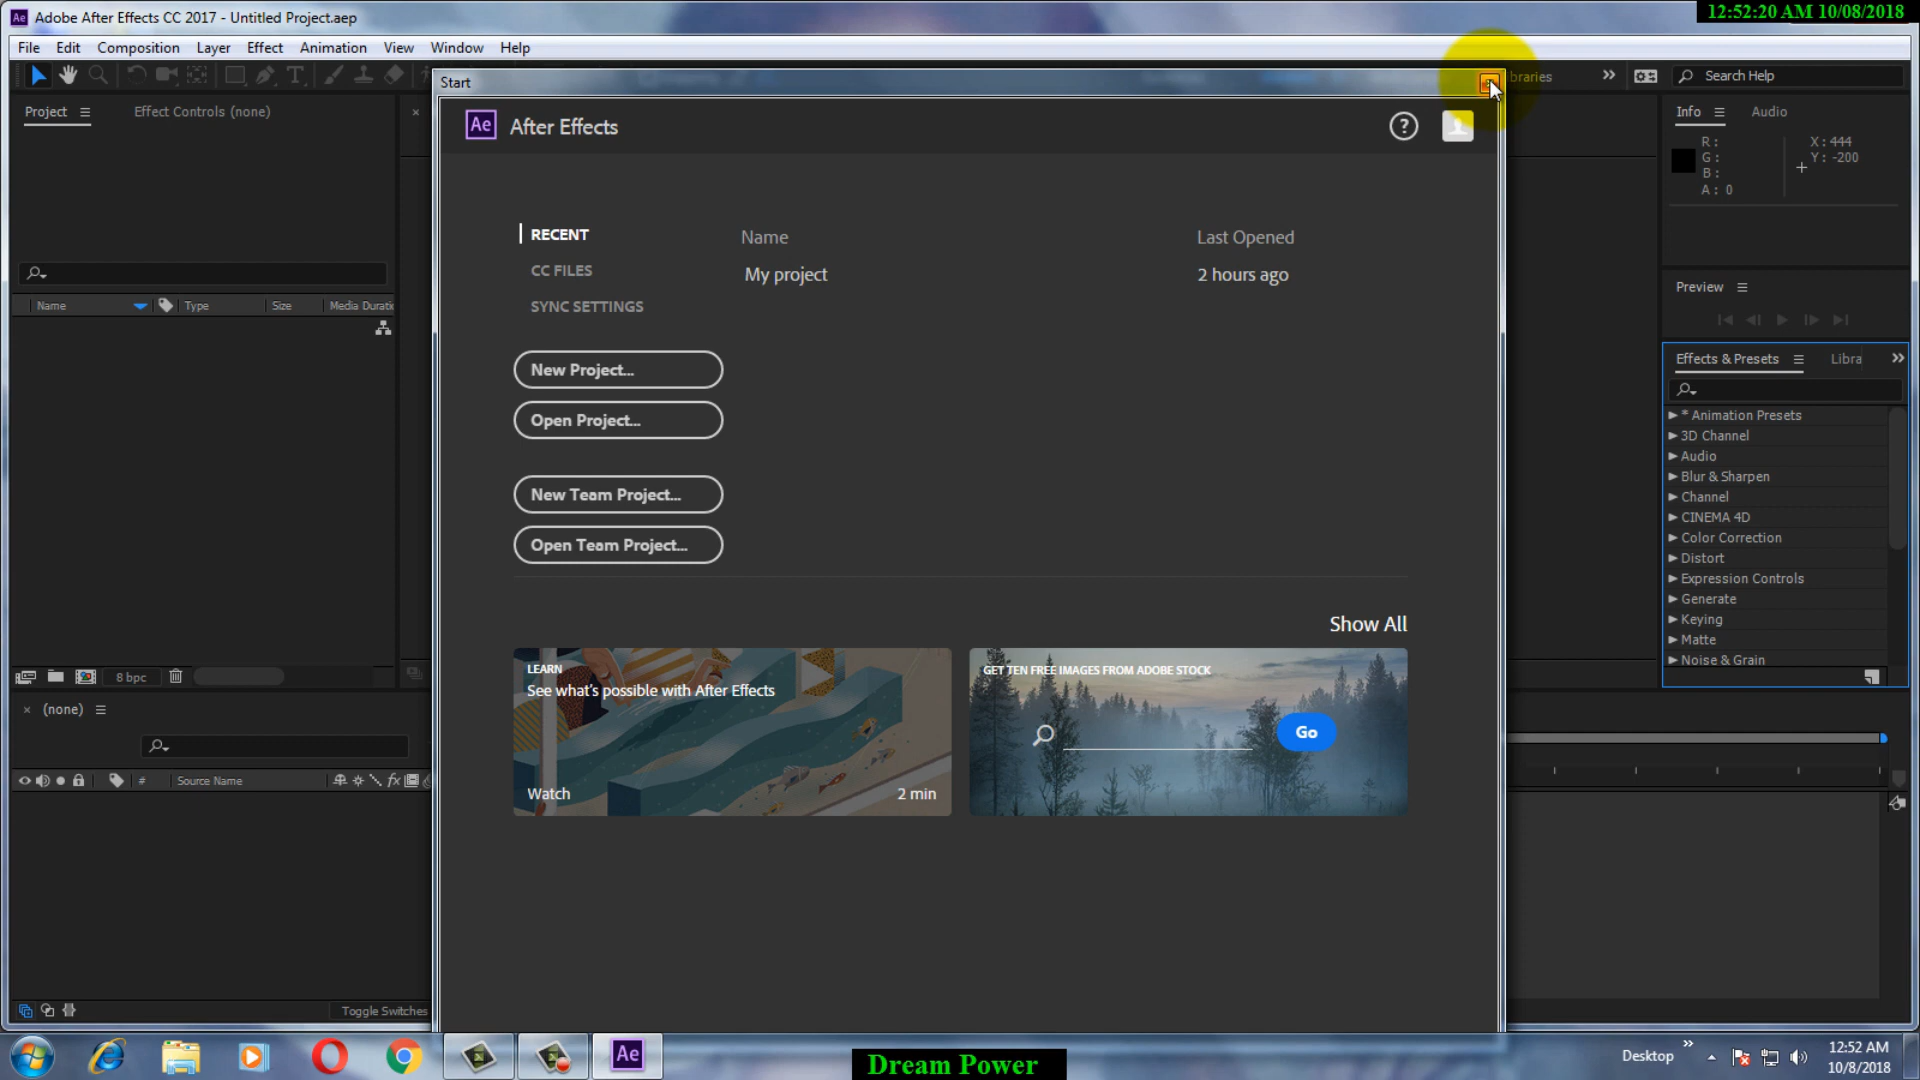 Adobe After Effects CC 2017 - Untitled Project.aep
12:52:20 AM 10/08/2018
File Edit Composition Layer Effect Animation View Window Help
Start
braries
Search Help
Project
Effect Controls (none)
Ae After Effects
Info
Audio
R :
G :
B :
A : 0
X : 444
Y : -200
RECENT
CC FILES
SYNC SETTINGS
Name
Last Opened
My project
2 hours ago
Name Type Size Media Durati
Preview
New Project...
Open Project...
New Team Project...
Open Team Project...
Effects & Presets
Libra
* Animation Presets
3D Channel
Audio
Blur & Sharpen
Channel
CINEMA 4D
Color Correction
Distort
Expression Controls
Generate
Keying
Matte
Noise & Grain
Show All
LEARN
See what's possible with After Effects
Watch
2 min
GET TEN FREE IMAGES FROM ADOBE STOCK
Go
8 bpc
(none)
# Source Name
fx
Toggle Switches
Ae
Dream Power
Desktop
12:52 AM
10/8/2018